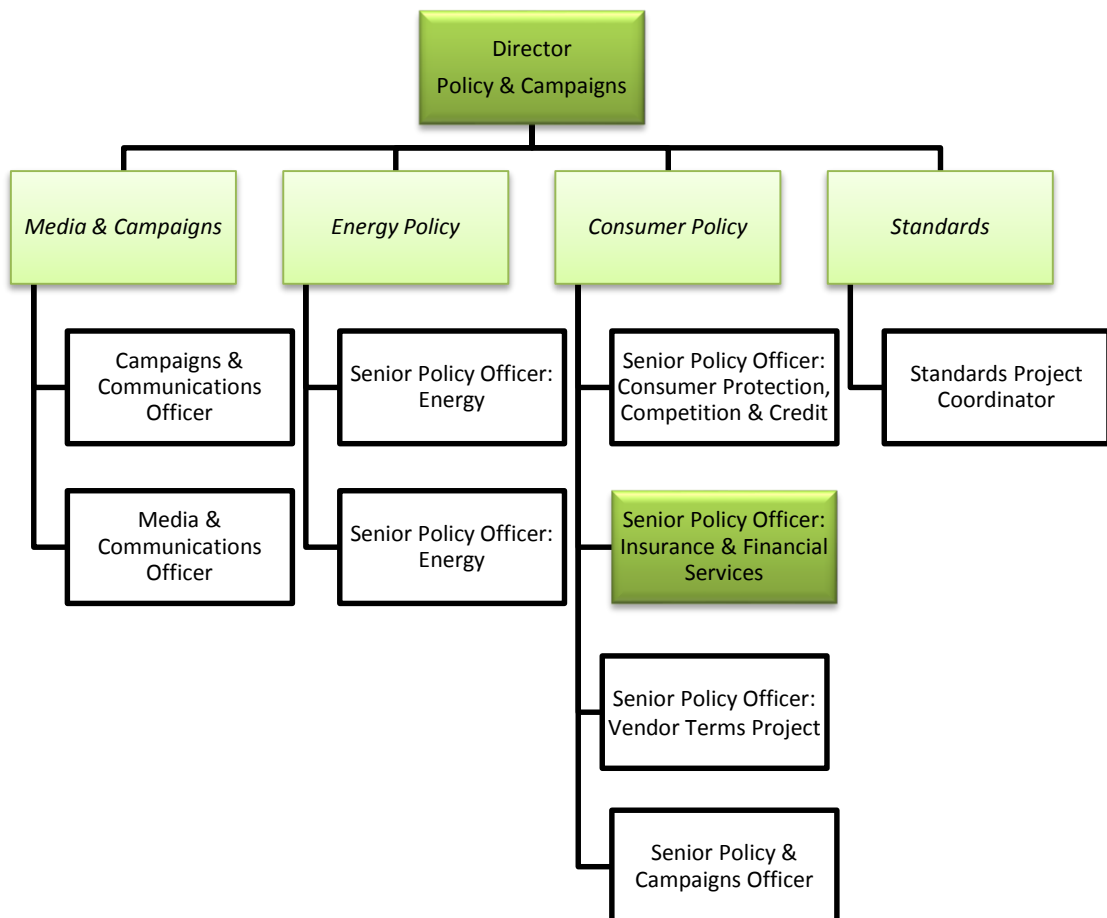 Director
Policy & Campaigns
Media & Campaigns
Energy Policy
Consumer Policy
Standards
Campaigns &
Communications
Officer
Senior Policy Officer:
Energy
Senior Policy Officer:
Consumer Protection,
Competition & Credit
Standards Project
Coordinator
Media &
Communications
Officer
Senior Policy Officer:
Energy
Senior Policy Officer:
Insurance & Financial
Services
Senior Policy Officer:
Vendor Terms Project
Senior Policy &
Campaigns Officer